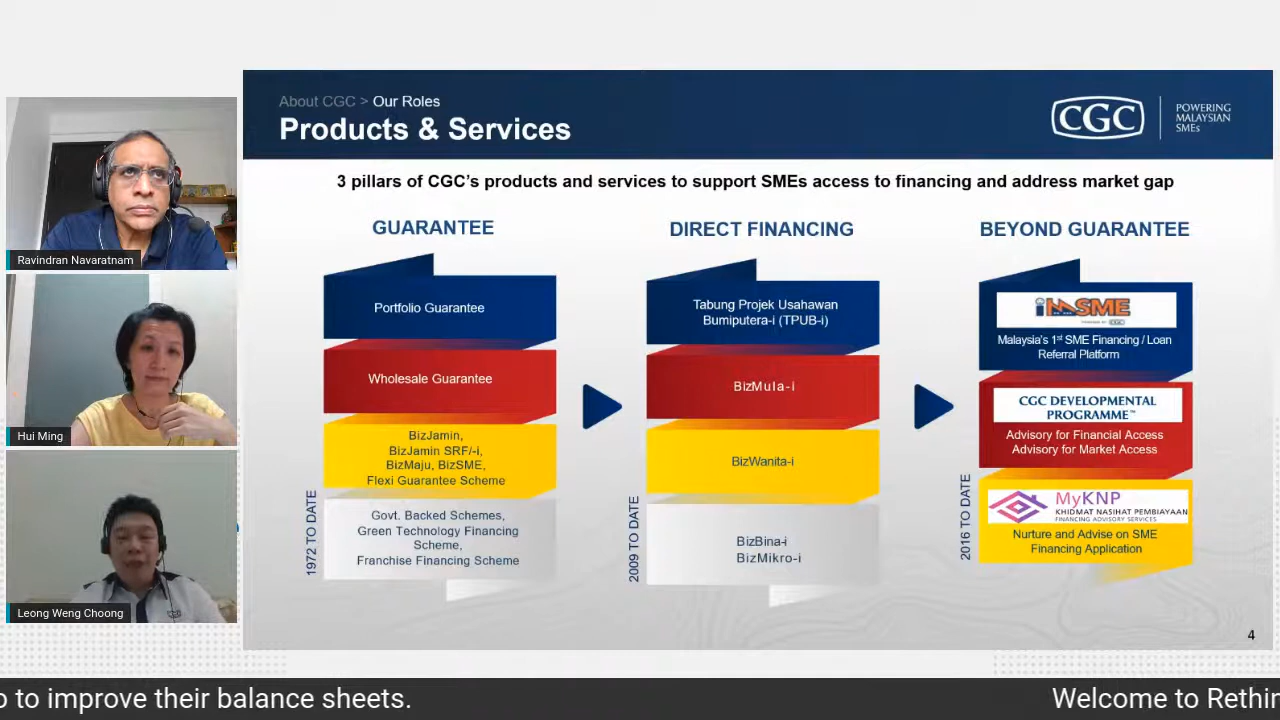 About CGC > Our Roles
Products & Services
CGC
POWERING
MALAYSIAN
SMEs
3 pillars of CGC's products and services to support SMEs access to financing and address market gap
GUARANTEE
Portfolio Guarantee
Wholesale Guarantee
BizJamin,
BizJamin SRF/-i,
BizMaju, BizSME,
Flexi Guarantee Scheme
Govt. Backed Schemes,
Green Technology Financing
Scheme,
Franchise Financing Scheme
1972 TO DATE
DIRECT FINANCING
Tabung Projek Usahawan
Bumiputera-i (TPUB-i)
BizMula-i
BizWanita-i
BizBina-i
BizMikro-i
2009 TO DATE
BEYOND GUARANTEE
imSME
Malaysia's 1st SME Financing / Loan
Referral Platform
CGC DEVELOPMENTAL
PROGRAMME™
Advisory for Financial Access
Advisory for Market Access
MyKNP
KHIDMAT NASIHAT PEMBIAYAAN
FINANCING ADVISORY SERVICES
Nurture and Advise on SME
Financing Application
2016 TO DATE
4
Ravindran Navaratnam
Hui Ming
Leong Weng Choong
o to improve their balance sheets.
Welcome to Rethin